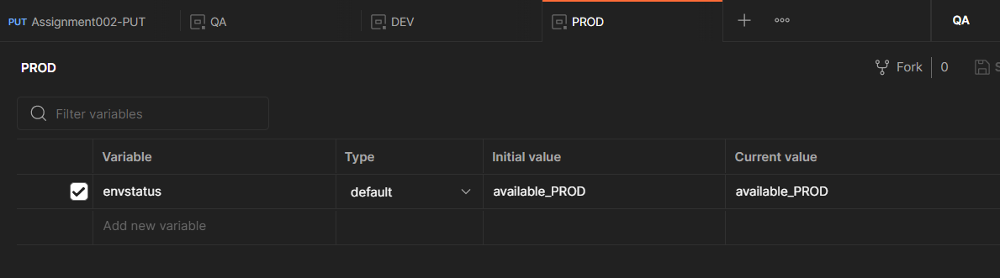 PUT Assignment002-PUT QA DEV PROD QA
PROD Fork 0 S
Filter variables
Variable Type Initial value Current value
envstatus default available_PROD available_PROD
Add new variable